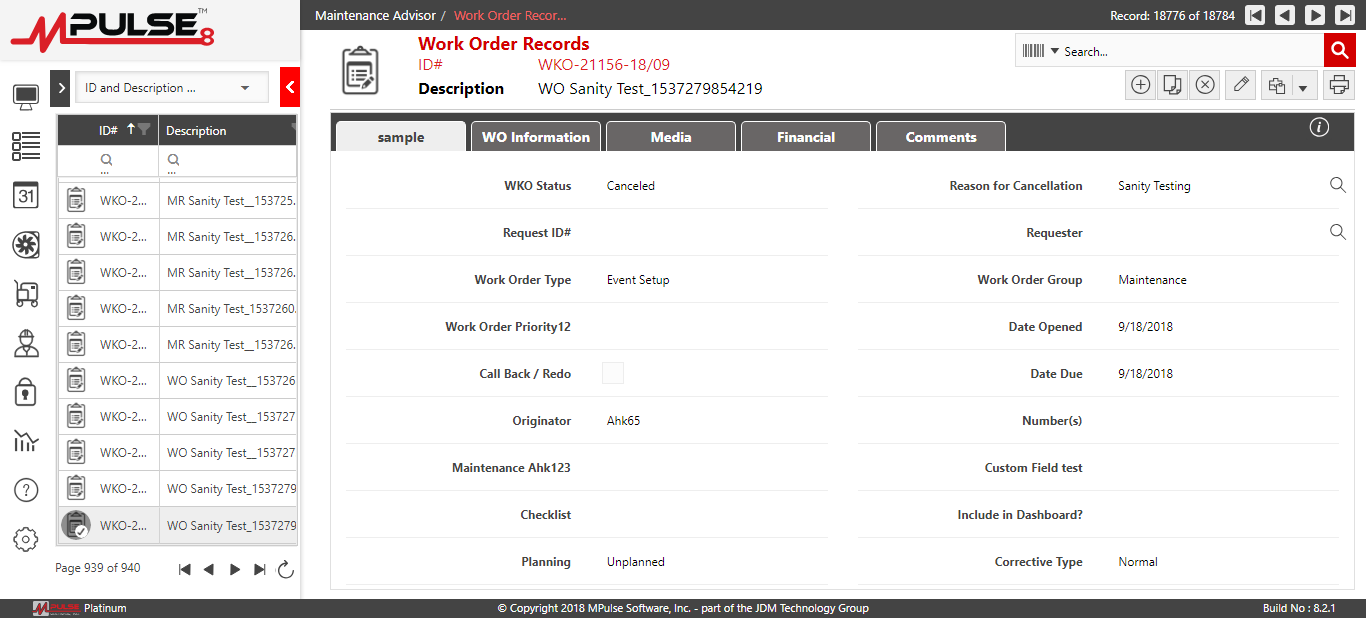 MPULSE™ 8
Maintenance Advisor / Work Order Recor...
Record: 18776 of 18784
Work Order Records
ID# WKO-21156-18/09
Description WO Sanity Test_1537279854219
Search...
ID and Description ...
ID# Description
...
...
WKO-2... MR Sanity Test__153725.
WKO-2... MR Sanity Test__153726.
WKO-2... MR Sanity Test__153726.
WKO-2... MR Sanity Test_1537260.
WKO-2... MR Sanity Test__153726.
WKO-2... WO Sanity Test__153726
WKO-2... WO Sanity Test__153727
WKO-2... WO Sanity Test__153727
WKO-2... WO Sanity Test_1537279
WKO-2... WO Sanity Test_1537279
Page 939 of 940
31
?
sample
WO Information
Media
Financial
Comments
i
WKO Status Canceled
Reason for Cancellation Sanity Testing
Request ID#
Requester
Work Order Type Event Setup
Work Order Group Maintenance
Work Order Priority12
Date Opened 9/18/2018
Call Back / Redo
Date Due 9/18/2018
Originator Ahk65
Number(s)
Maintenance Ahk123
Custom Field test
Checklist
Include in Dashboard?
Planning Unplanned
Corrective Type Normal
MPULSE Platinum
© Copyright 2018 MPulse Software, Inc. - part of the JDM Technology Group
Build No : 8.2.1